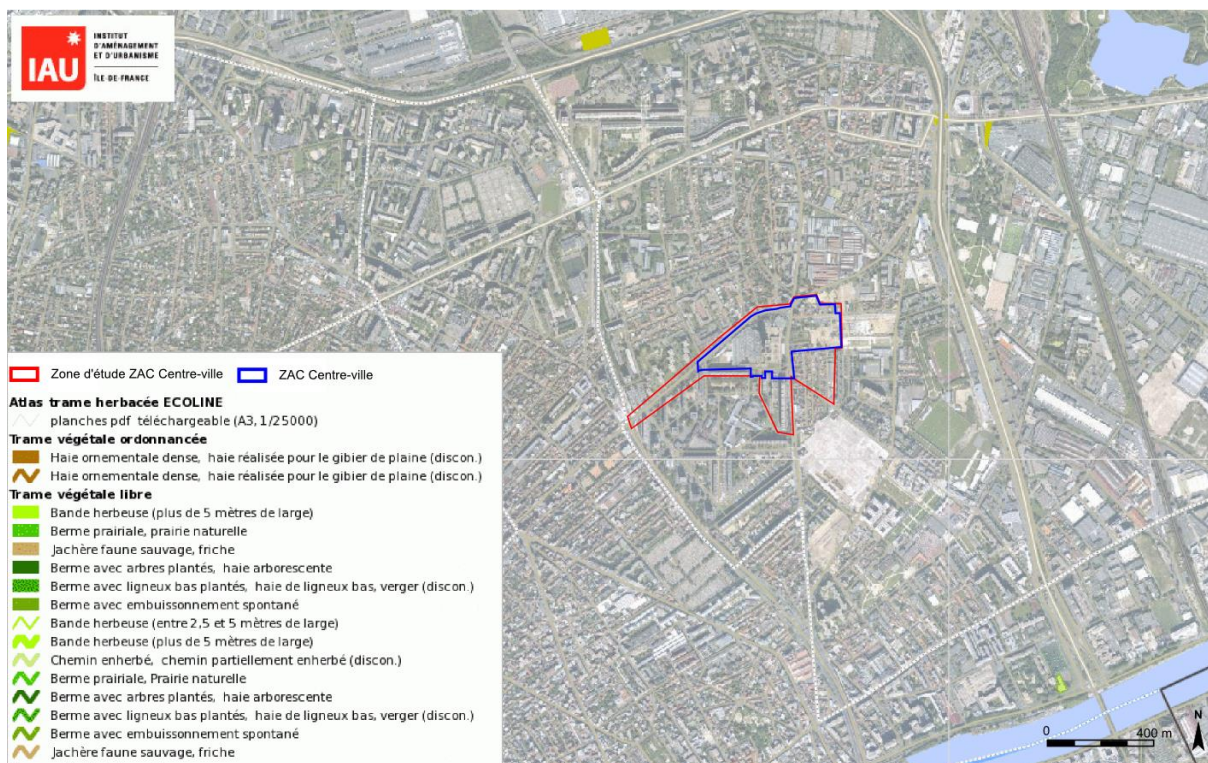 INSTITUT
D'AMÉNAGEMENT
ET D'URBANISME
IAU
ÎLE-DE-FRANCE
Zone d'étude ZAC Centre-ville
ZAC Centre-ville
Atlas trame herbacée ECOLINE
planches pdf téléchargeable (A3, 1/25000)
Trame végétale ordonnancée
Haie ornementale dense, haie réalisée pour le gibier de plaine (discon.)
Haie ornementale dense, haie réalisée pour le gibier de plaine (discon.)
Trame végétale libre
Bande herbeuse (plus de 5 mètres de large)
Berme prairiale, prairie naturelle
Jachère faune sauvage, friche
Berme avec arbres plantés, haie arborescente
Berme avec ligneux bas plantés, haie de ligneux bas, verger (discon.)
Berme avec embuissonnement spontané
Bande herbeuse (entre 2,5 et 5 mètres de large)
Bande herbeuse (plus de 5 mètres de large)
Chemin enherbé, chemin partiellement enherbé (discon.)
Berme prairiale, Prairie naturelle
Berme avec arbres plantés, haie arborescente
Berme avec ligneux bas plantés, haie de ligneux bas, verger (discon.)
Berme avec embuissonnement spontané
Jachère faune sauvage, friche
0 400 m
N